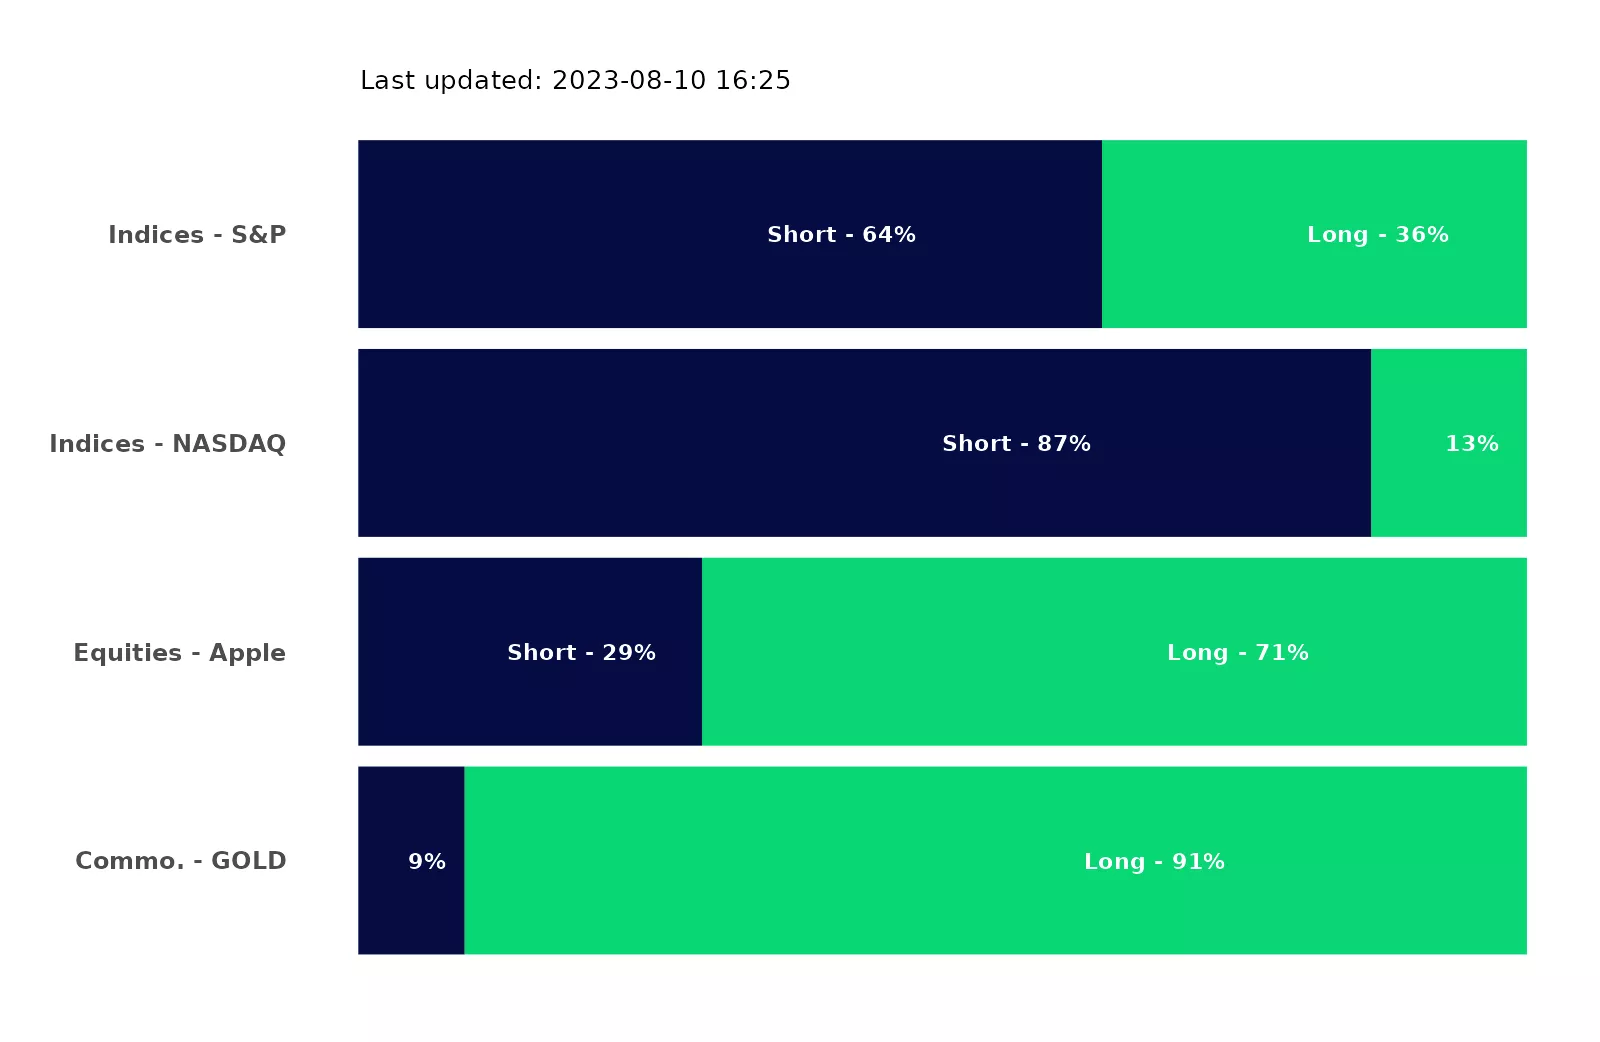 Last updated: 2023-08-10 16:25
Indices - S&P Short - 64% Long - 36%
Indices - NASDAQ Short - 87% 13%
Equities - Apple Short - 29% Long - 71%
Commo. - GOLD 9% Long - 91%